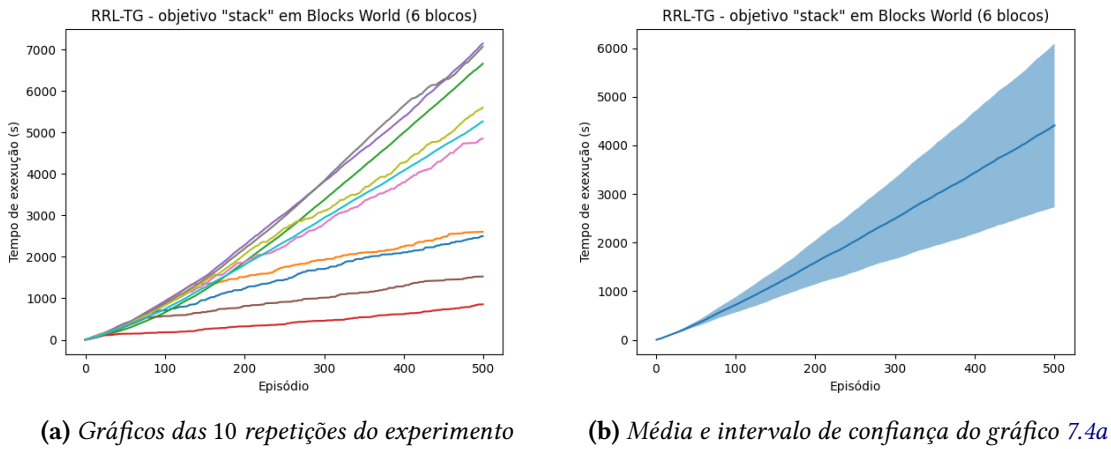 RRL-TG - objetivo "stack" em Blocks World (6 blocos)
Tempo de exexução (s)
7000
6000
5000
4000
3000
2000
1000
0
0 100 200 300 400 500
Episódio
(a) Gráficos das 10 repetições do experimento
RRL-TG - objetivo "stack" em Blocks World (6 blocos)
Tempo de exexução (s)
6000
5000
4000
3000
2000
1000
0
0 100 200 300 400 500
Episódio
(b) Média e intervalo de confiança do gráfico 7.4a